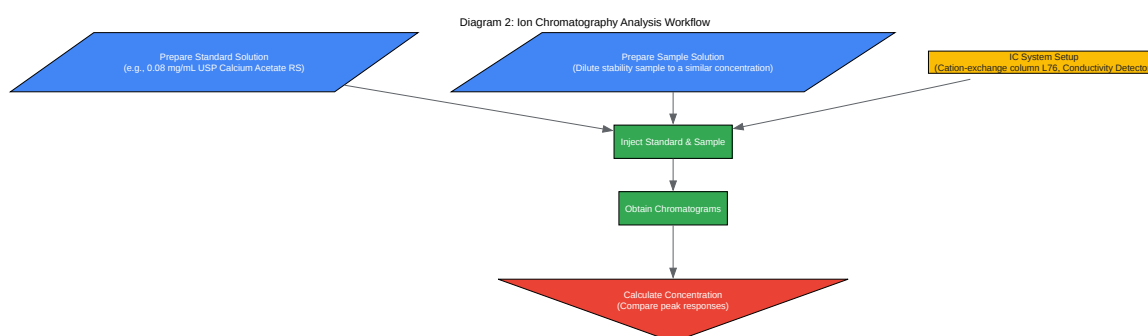 Diagram 2: Ion Chromatography Analysis Workflow
Prepare Standard Solution
(e.g., 0.08 mg/mL USP Calcium Acetate RS)
Prepare Sample Solution
(Dilute stability sample to a similar concentration)
IC System Setup
(Cation-exchange column L76, Conductivity Detector
Inject Standard & Sample
Obtain Chromatograms
Calculate Concentration
(Compare peak responses)